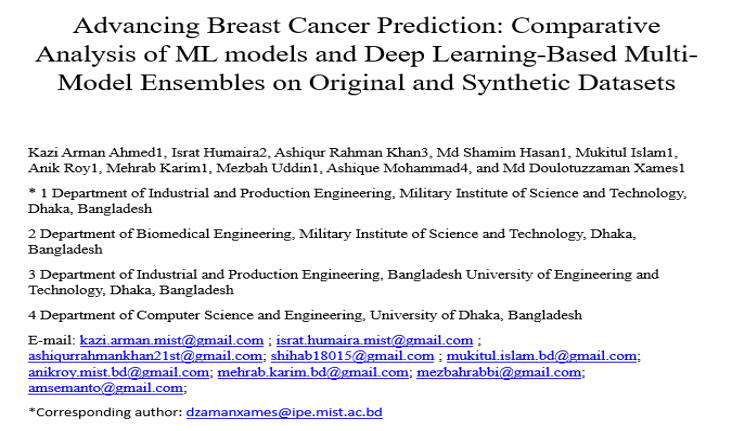 Advancing Breast Cancer Prediction: Comparative
Analysis of ML models and Deep Learning-Based Multi-
Model Ensembles on Original and Synthetic Datasets
Kazi Arman Ahmed1, Israt Humaira2, Ashiqur Rahman Khan3, Md Shamim Hasan1, Mukitul Islam1,
Anik Roy1, Mehrab Karim1, Mezbah Uddin1, Ashique Mohammad4, and Md Doulotuzzaman Xames1
* 1 Department of Industrial and Production Engineering, Military Institute of Science and Technology,
Dhaka, Bangladesh
2 Department of Biomedical Engineering, Military Institute of Science and Technology, Dhaka,
Bangladesh
3 Department of Industrial and Production Engineering, Bangladesh University of Engineering and
Technology, Dhaka, Bangladesh
4 Department of Computer Science and Engineering, University of Dhaka, Bangladesh
E-mail: kazi.arman.mist@gmail.com ; israt.humaira.mist@gmail.com ;
ashiqurrahmankhan21st@gmail.com; shihab18015@gmail.com ; mukitul.islam.bd@gmail.com;
anikroy.mist.bd@gmail.com; mehrab.karim.bd@gmail.com; mezbahrabbi@gmail.com;
amsemanto@gmail.com;
*Corresponding author: dzamanxames@ipe.mist.ac.bd